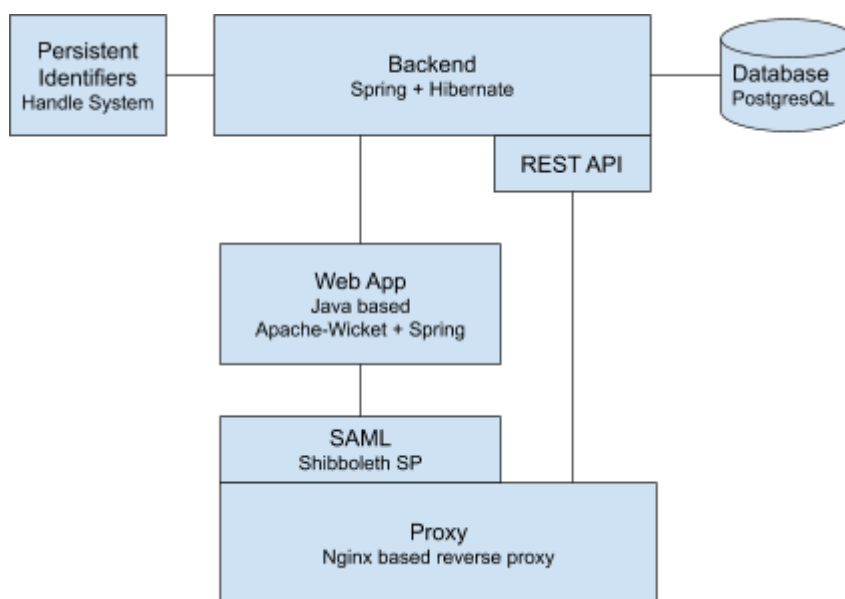 Persistent
Identifiers
Handle System
Backend
Spring + Hibernate
Database
PostgresQL
REST API
Web App
Java based
Apache-Wicket + Spring
SAML
Shibboleth SP
Proxy
Nginx based reverse proxy